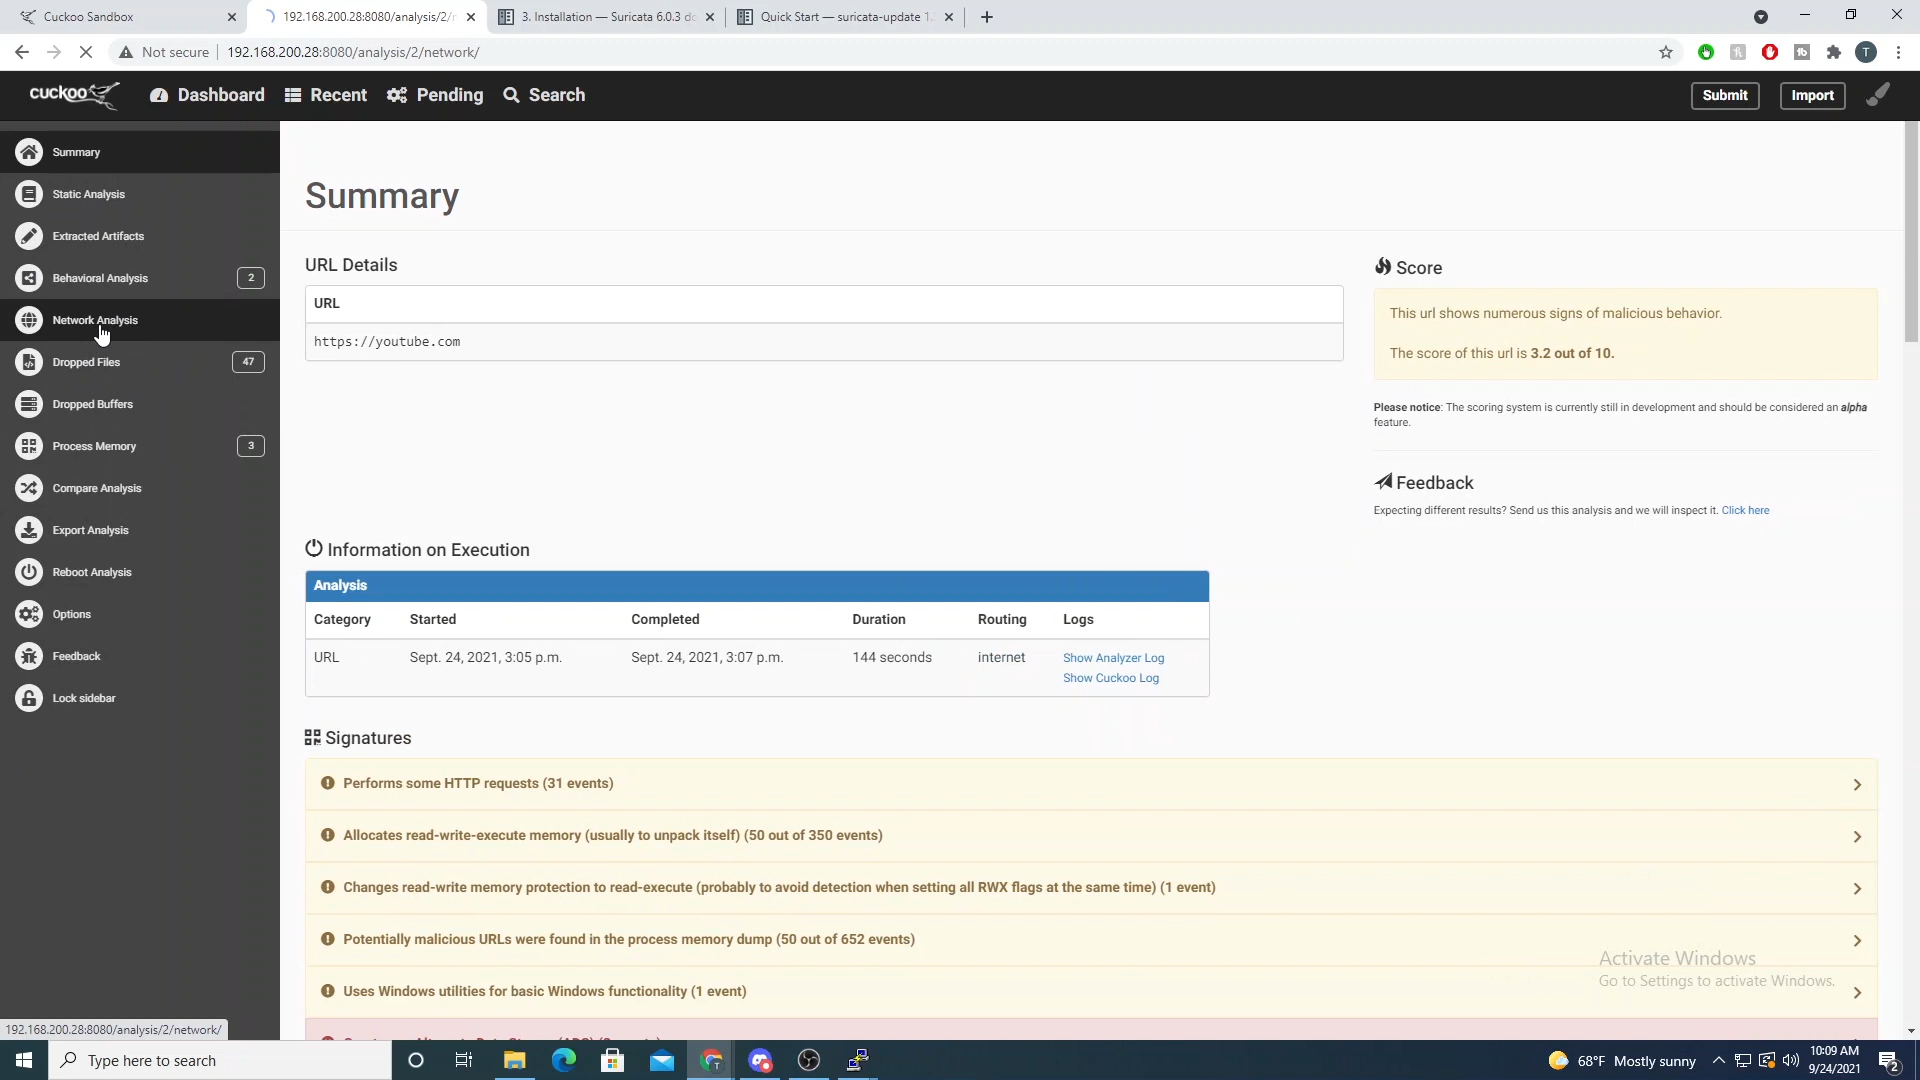 Cuckoo Sandbox
192.168.200.28:8080/analysis/2/n
3. Installation — Suricata 6.0.3 do
Quick Start — suricata-update 1.
Not secure
192.168.200.28:8080/analysis/2/network/
T
cuckoo
Dashboard
Recent
Pending
Search
Submit
Import
Summary
Static Analysis
Extracted Artifacts
Behavioral Analysis
2
Network Analysis
Dropped Files
47
Dropped Buffers
Process Memory
3
Compare Analysis
Export Analysis
Reboot Analysis
Options
Feedback
Lock sidebar
Summary
URL Details
URL
https://youtube.com
Score
This url shows numerous signs of malicious behavior.
The score of this url is 3.2 out of 10.
Please notice: The scoring system is currently still in development and should be considered an alpha
feature.
Feedback
Expecting different results? Send us this analysis and we will inspect it. Click here
Information on Execution
Analysis
Category Started Completed Duration Routing Logs
URL Sept. 24, 2021, 3:05 p.m. Sept. 24, 2021, 3:07 p.m. 144 seconds internet Show Analyzer Log
Show Cuckoo Log
Signatures
Performs some HTTP requests (31 events)
Allocates read-write-execute memory (usually to unpack itself) (50 out of 350 events)
Changes read-write memory protection to read-execute (probably to avoid detection when setting all RWX flags at the same time) (1 event)
Potentially malicious URLs were found in the process memory dump (50 out of 652 events)
Uses Windows utilities for basic Windows functionality (1 event)
Activate Windows
Go to Settings to activate Windows.
192.168.200.28:8080/analysis/2/network/
Type here to search
68°F Mostly sunny
10:09 AM
9/24/2021
2